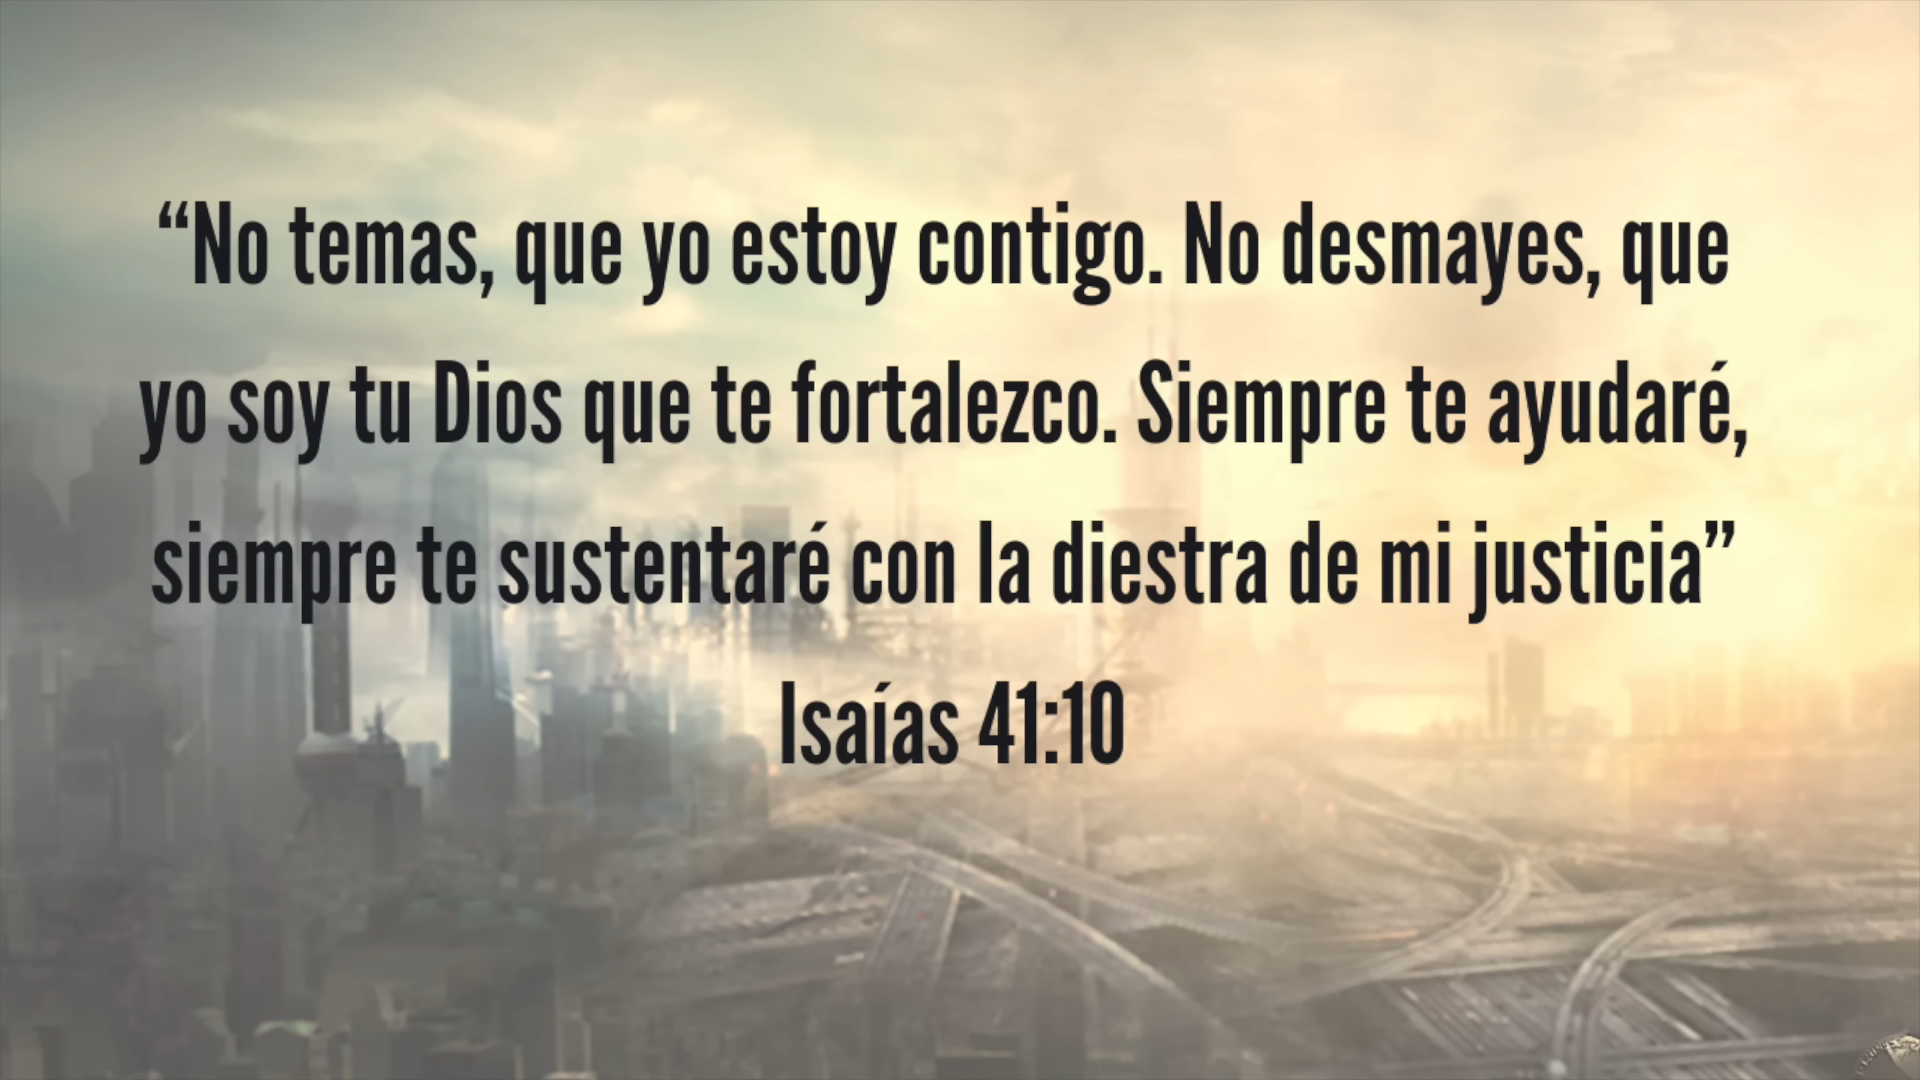 “No temas, que yo estoy contigo. No desmayes, que
yo soy tu Dios que te fortalezco. Siempre te ayudaré,
siempre te sustentaré con la diestra de mi justicia”
Isaías 41:10